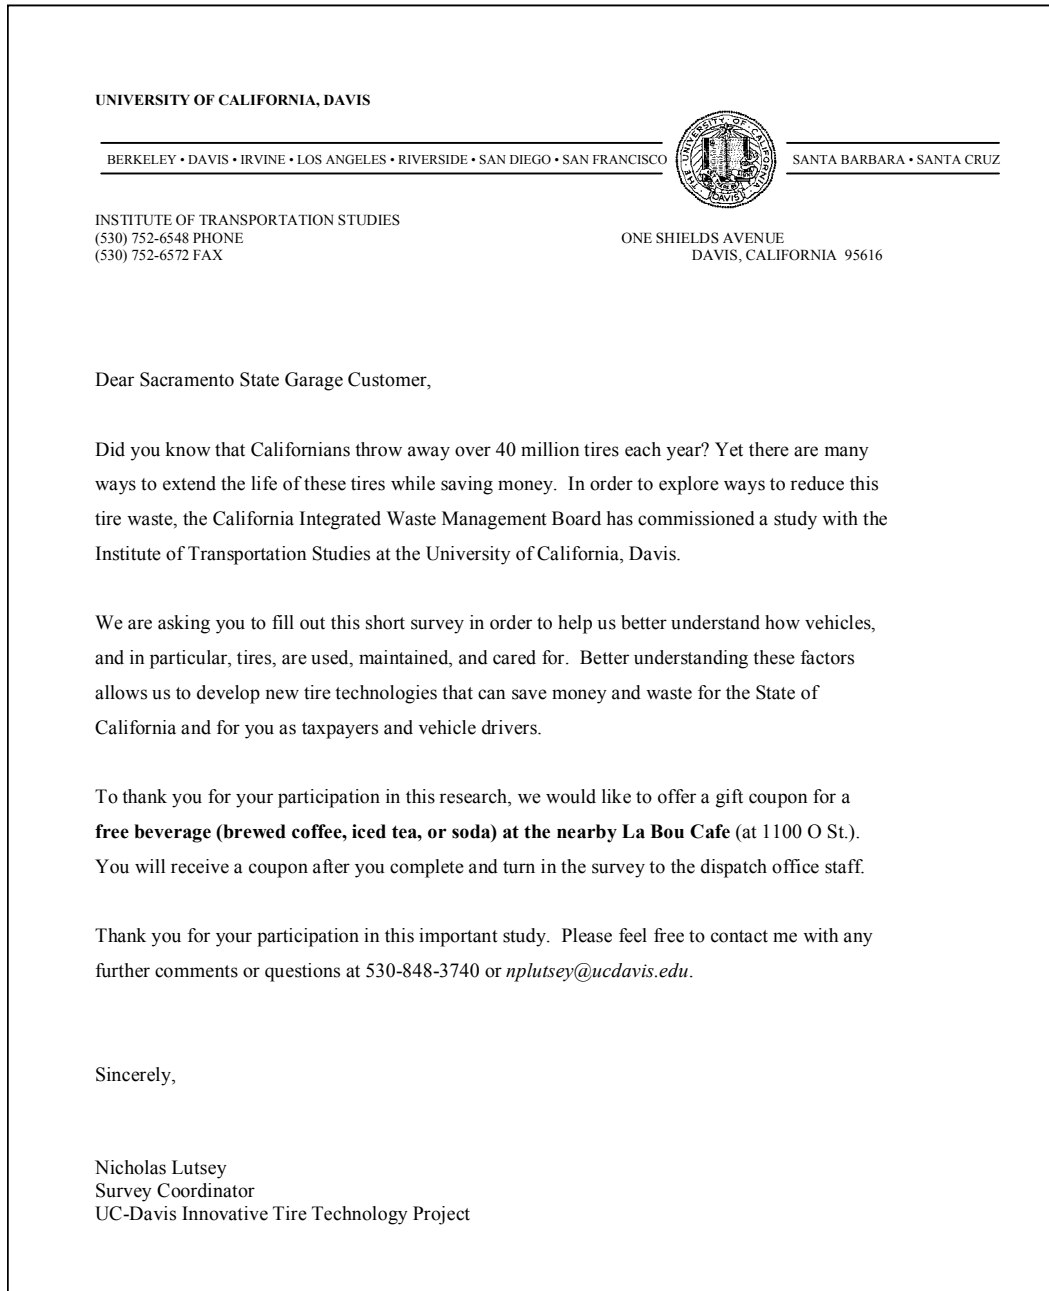 UNIVERSITY OF CALIFORNIA, DAVIS
BERKELEY • DAVIS • IRVINE • LOS ANGELES • RIVERSIDE • SAN DIEGO • SAN FRANCISCO
SANTA BARBARA • SANTA CRUZ
THE UNIVERSITY OF CALIFORNIA
DAVIS
INSTITUTE OF TRANSPORTATION STUDIES
(530) 752-6548 PHONE
(530) 752-6572 FAX
ONE SHIELDS AVENUE
DAVIS, CALIFORNIA 95616
Dear Sacramento State Garage Customer,
Did you know that Californians throw away over 40 million tires each year? Yet there are many
ways to extend the life of these tires while saving money. In order to explore ways to reduce this
tire waste, the California Integrated Waste Management Board has commissioned a study with the
Institute of Transportation Studies at the University of California, Davis.
We are asking you to fill out this short survey in order to help us better understand how vehicles,
and in particular, tires, are used, maintained, and cared for. Better understanding these factors
allows us to develop new tire technologies that can save money and waste for the State of
California and for you as taxpayers and vehicle drivers.
To thank you for your participation in this research, we would like to offer a gift coupon for a
free beverage (brewed coffee, iced tea, or soda) at the nearby La Bou Cafe (at 1100 O St.).
You will receive a coupon after you complete and turn in the survey to the dispatch office staff.
Thank you for your participation in this important study. Please feel free to contact me with any
further comments or questions at 530-848-3740 or nplutsey@ucdavis.edu.
Sincerely,
Nicholas Lutsey
Survey Coordinator
UC-Davis Innovative Tire Technology Project